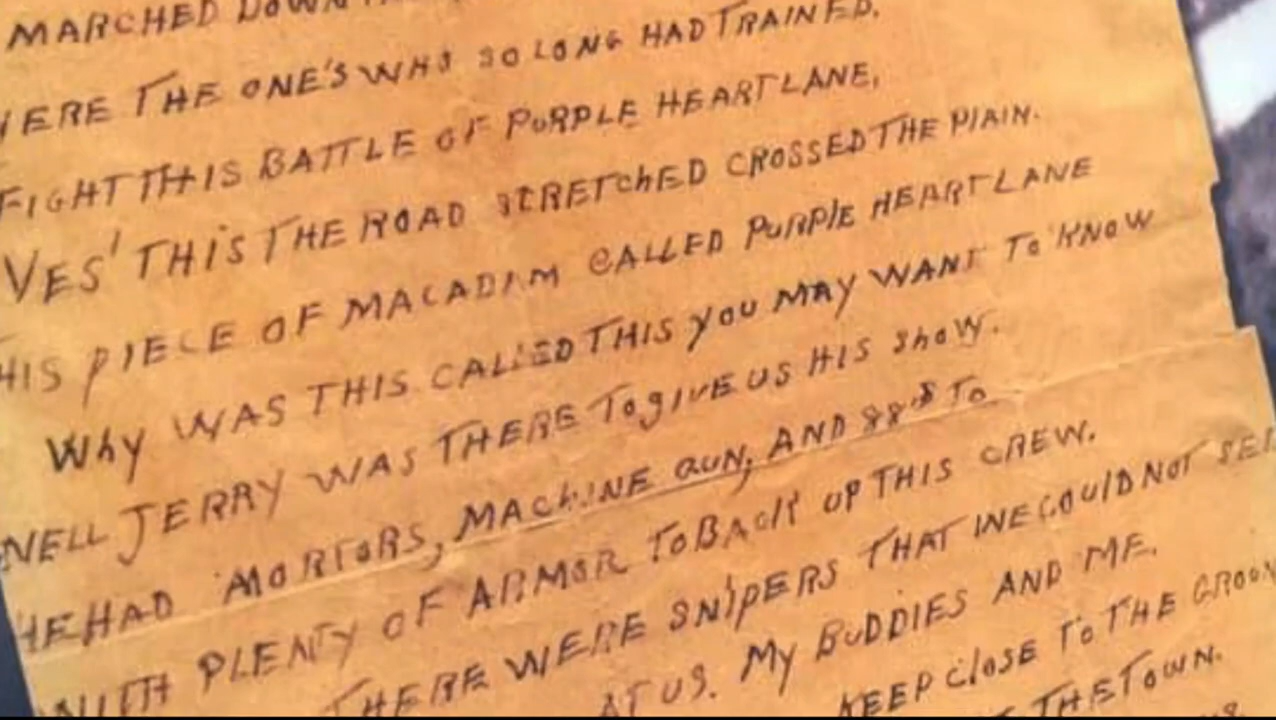 MARCHED DOWN
HERE THE ONE'S WHO SO LONG HAD TRAINED.
FIGHT THIS BATTLE OF PURPLE HEART LANE,
YES' THIS THE ROAD STRETCHED CROSSED THE PLAIN.
HIS PIECE OF MACADAM CALLED PURPLE HEART LANE
Why WAS THIS CALLED THIS you MAY WANT TO KNOW
WELL JERRY WAS THERE TO GIVE US HIS ShoW.
HE HAD MORTORS, MACHINE GUN, AND 88'S To
WITH PLENTY OF ARMOR TO BACK UP THIS CREW.
THERE WERE SNIPERS THAT WE COULD NOT SEE
AT US. My BUDDIES AND ME.
KEEP CLOSE TO THE GROUN
THE TOWN.